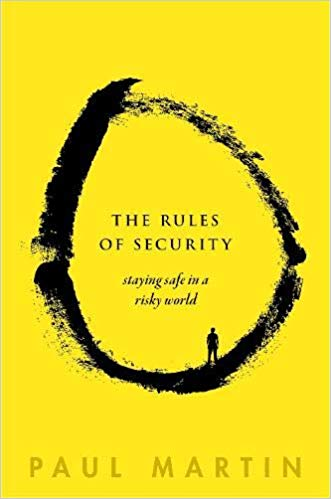 THE RULES
OF SECURITY
staying safe in a
risky world
PAUL MARTIN